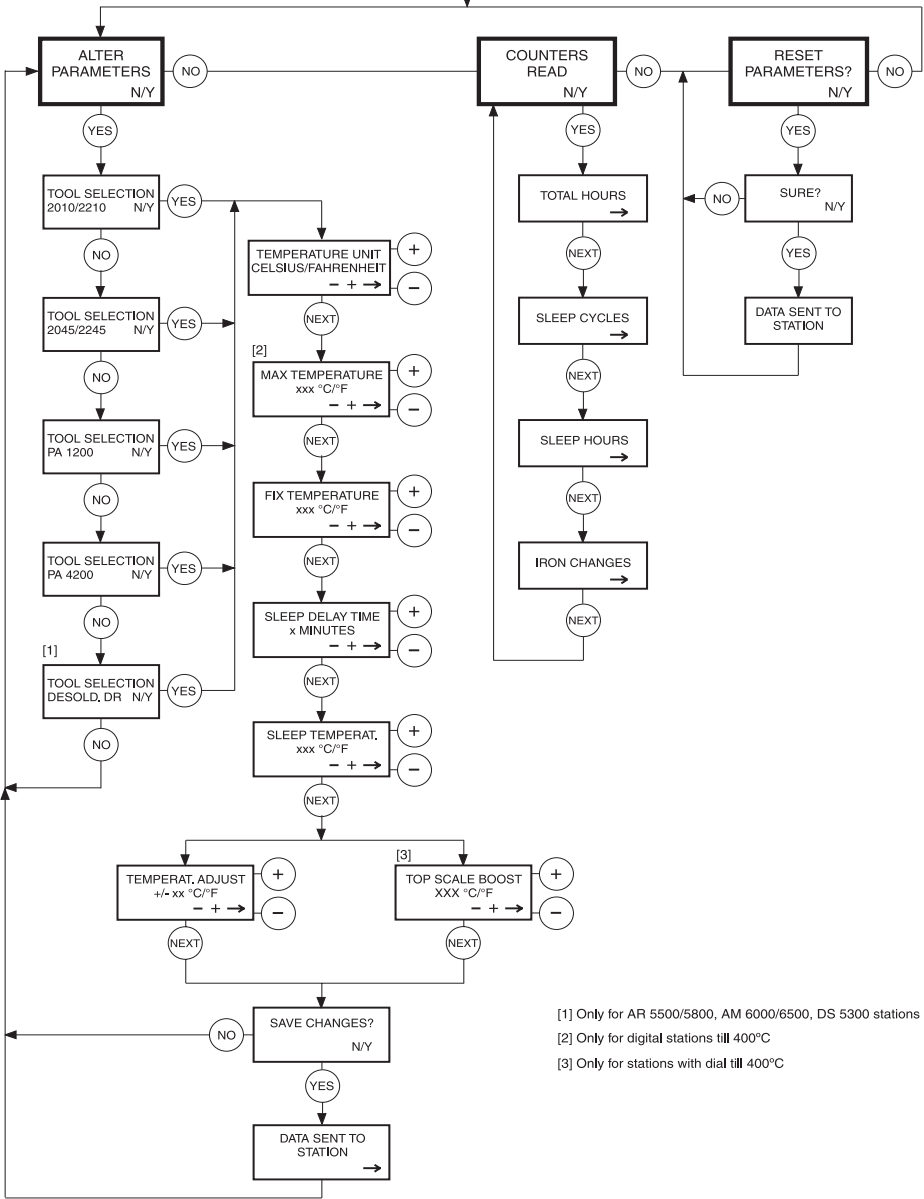 ALTER
PARAMETERS
N/Y
NO
COUNTERS
READ
N/Y
NO
RESET
PARAMETERS?
N/Y
NO
YES
TOOL SELECTION
2010/2210 N/Y
YES
NO
TOOL SELECTION
2045/2245 N/Y
YES
NO
TOOL SELECTION
PA 1200 N/Y
YES
NO
TOOL SELECTION
PA 4200 N/Y
YES
NO
[1]
TOOL SELECTION
DESOLD. DR N/Y
YES
NO
TEMPERATURE UNIT
CELSIUS/FAHRENHEIT
− + →
+
−
NEXT
[2]
MAX TEMPERATURE
xxx °C/°F
− + →
+
−
NEXT
FIX TEMPERATURE
xxx °C/°F
− + →
+
−
NEXT
SLEEP DELAY TIME
x MINUTES
− + →
+
−
NEXT
SLEEP TEMPERAT.
xxx °C/°F
− + →
+
−
NEXT
TEMPERAT. ADJUST
+/- xx °C/°F
− + →
+
−
NEXT
[3]
TOP SCALE BOOST
XXX °C/°F
− + →
+
−
NEXT
SAVE CHANGES?
N/Y
NO
YES
DATA SENT TO
STATION
→
YES
TOTAL HOURS
→
NEXT
SLEEP CYCLES
→
NEXT
SLEEP HOURS
→
NEXT
IRON CHANGES
→
NEXT
YES
SURE?
N/Y
NO
YES
DATA SENT TO
STATION
[1] Only for AR 5500/5800, AM 6000/6500, DS 5300 stations
[2] Only for digital stations till 400ºC
[3] Only for stations with dial till 400ºC